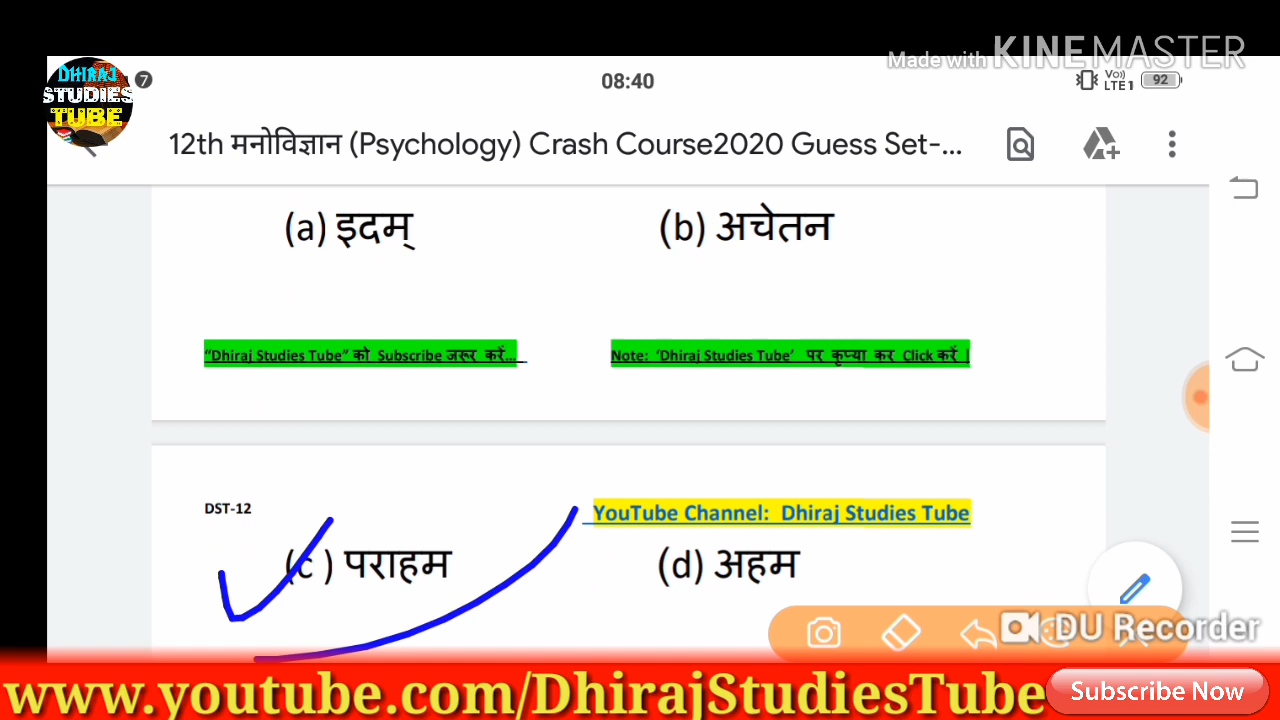 Made with KINEMASTER
DHIRAJ
STUDIES
TUBE
7
08:40
Vo))
LTE1
92
12th मनोविज्ञान (Psychology) Crash Course2020 Guess Set-...
(a) इदम्
(b) अचेतन
“Dhiraj Studies Tube” को Subscribe जरूर करें...
Note: ‘Dhiraj Studies Tube’ पर कृप्या कर Click करें |
DST-12
YouTube Channel: Dhiraj Studies Tube
(c ) पराहम
(d) अहम
DU Recorder
www.youtube.com/DhirajStudiesTube
Subscribe Now